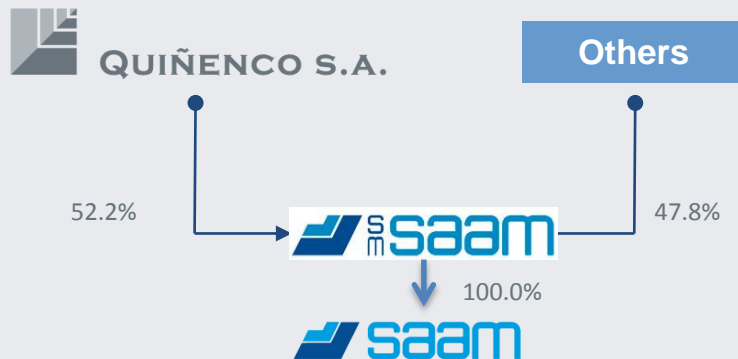 QUIÑENCO S.A.
Others
52.2%
47.8%
sm saam
100.0%
saam